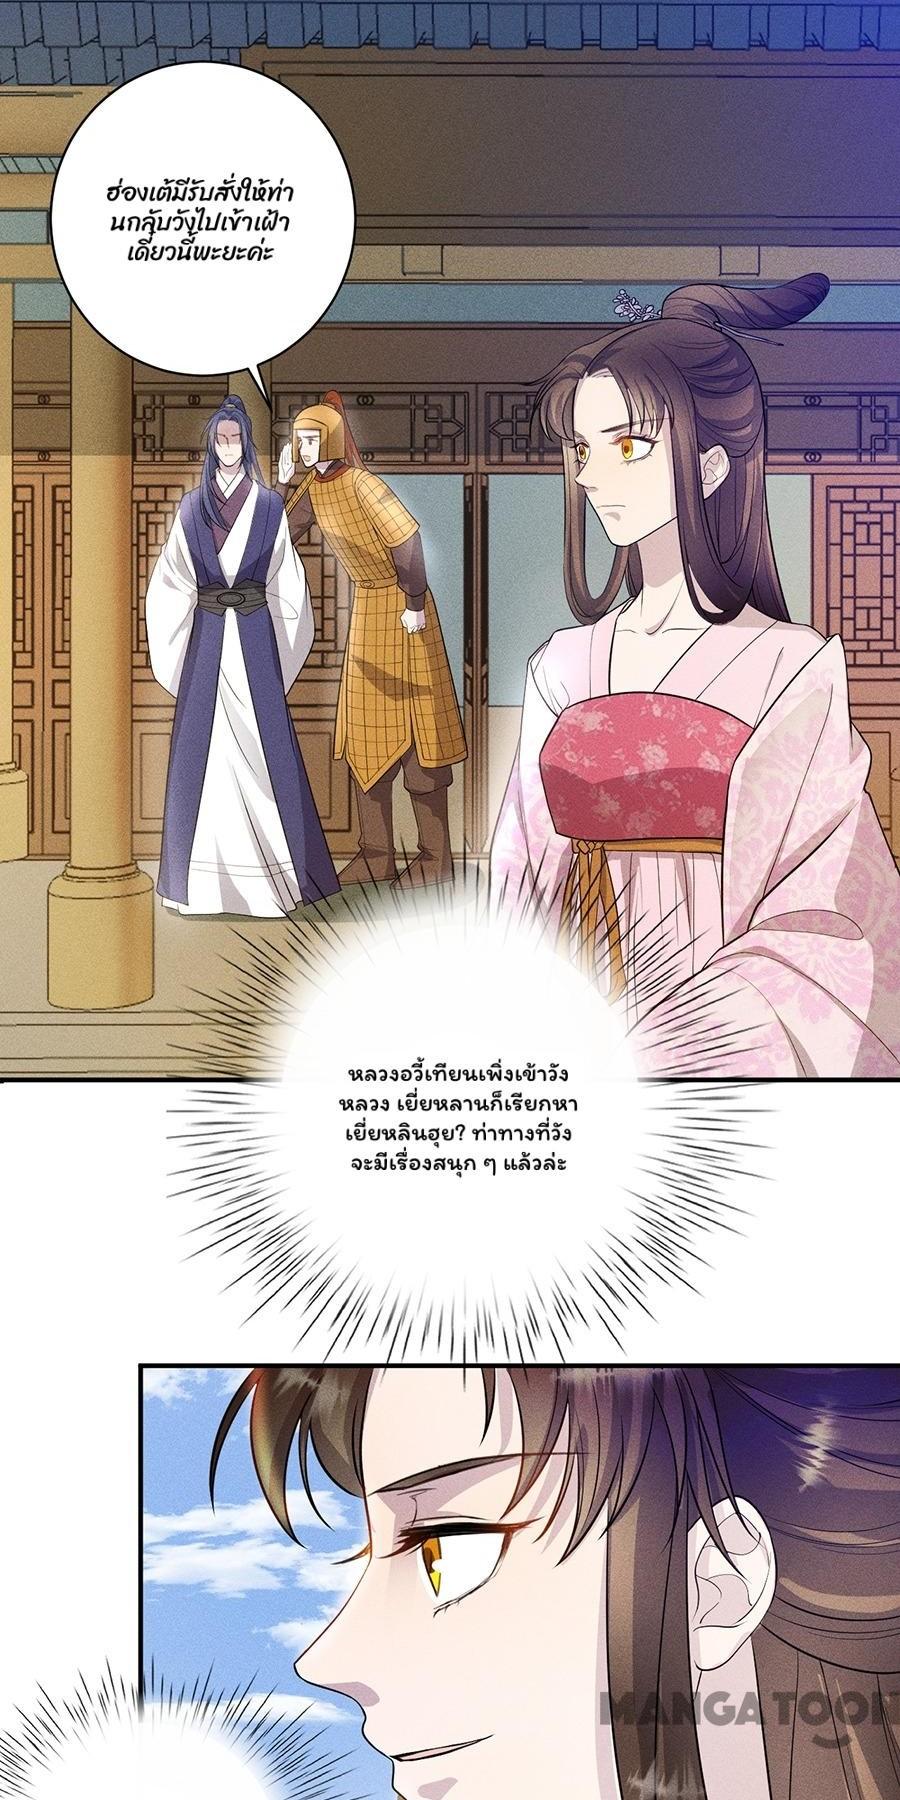 ฮ่องเต้มีรับสั่งให้ท่า
นกลับวังไปเข้าเฝ้า
เดี๋ยวนี้พะยะค่ะ
หลวงอวี้เทียนเพิ่งเข้าวัง
หลวง เยี่ยหลานก็เรียกหา
เยี่ยหลินฮุย? ท่าทางที่วัง
จะมีเรื่องสนุก ๆ แล้วล่ะ
MANGATOON